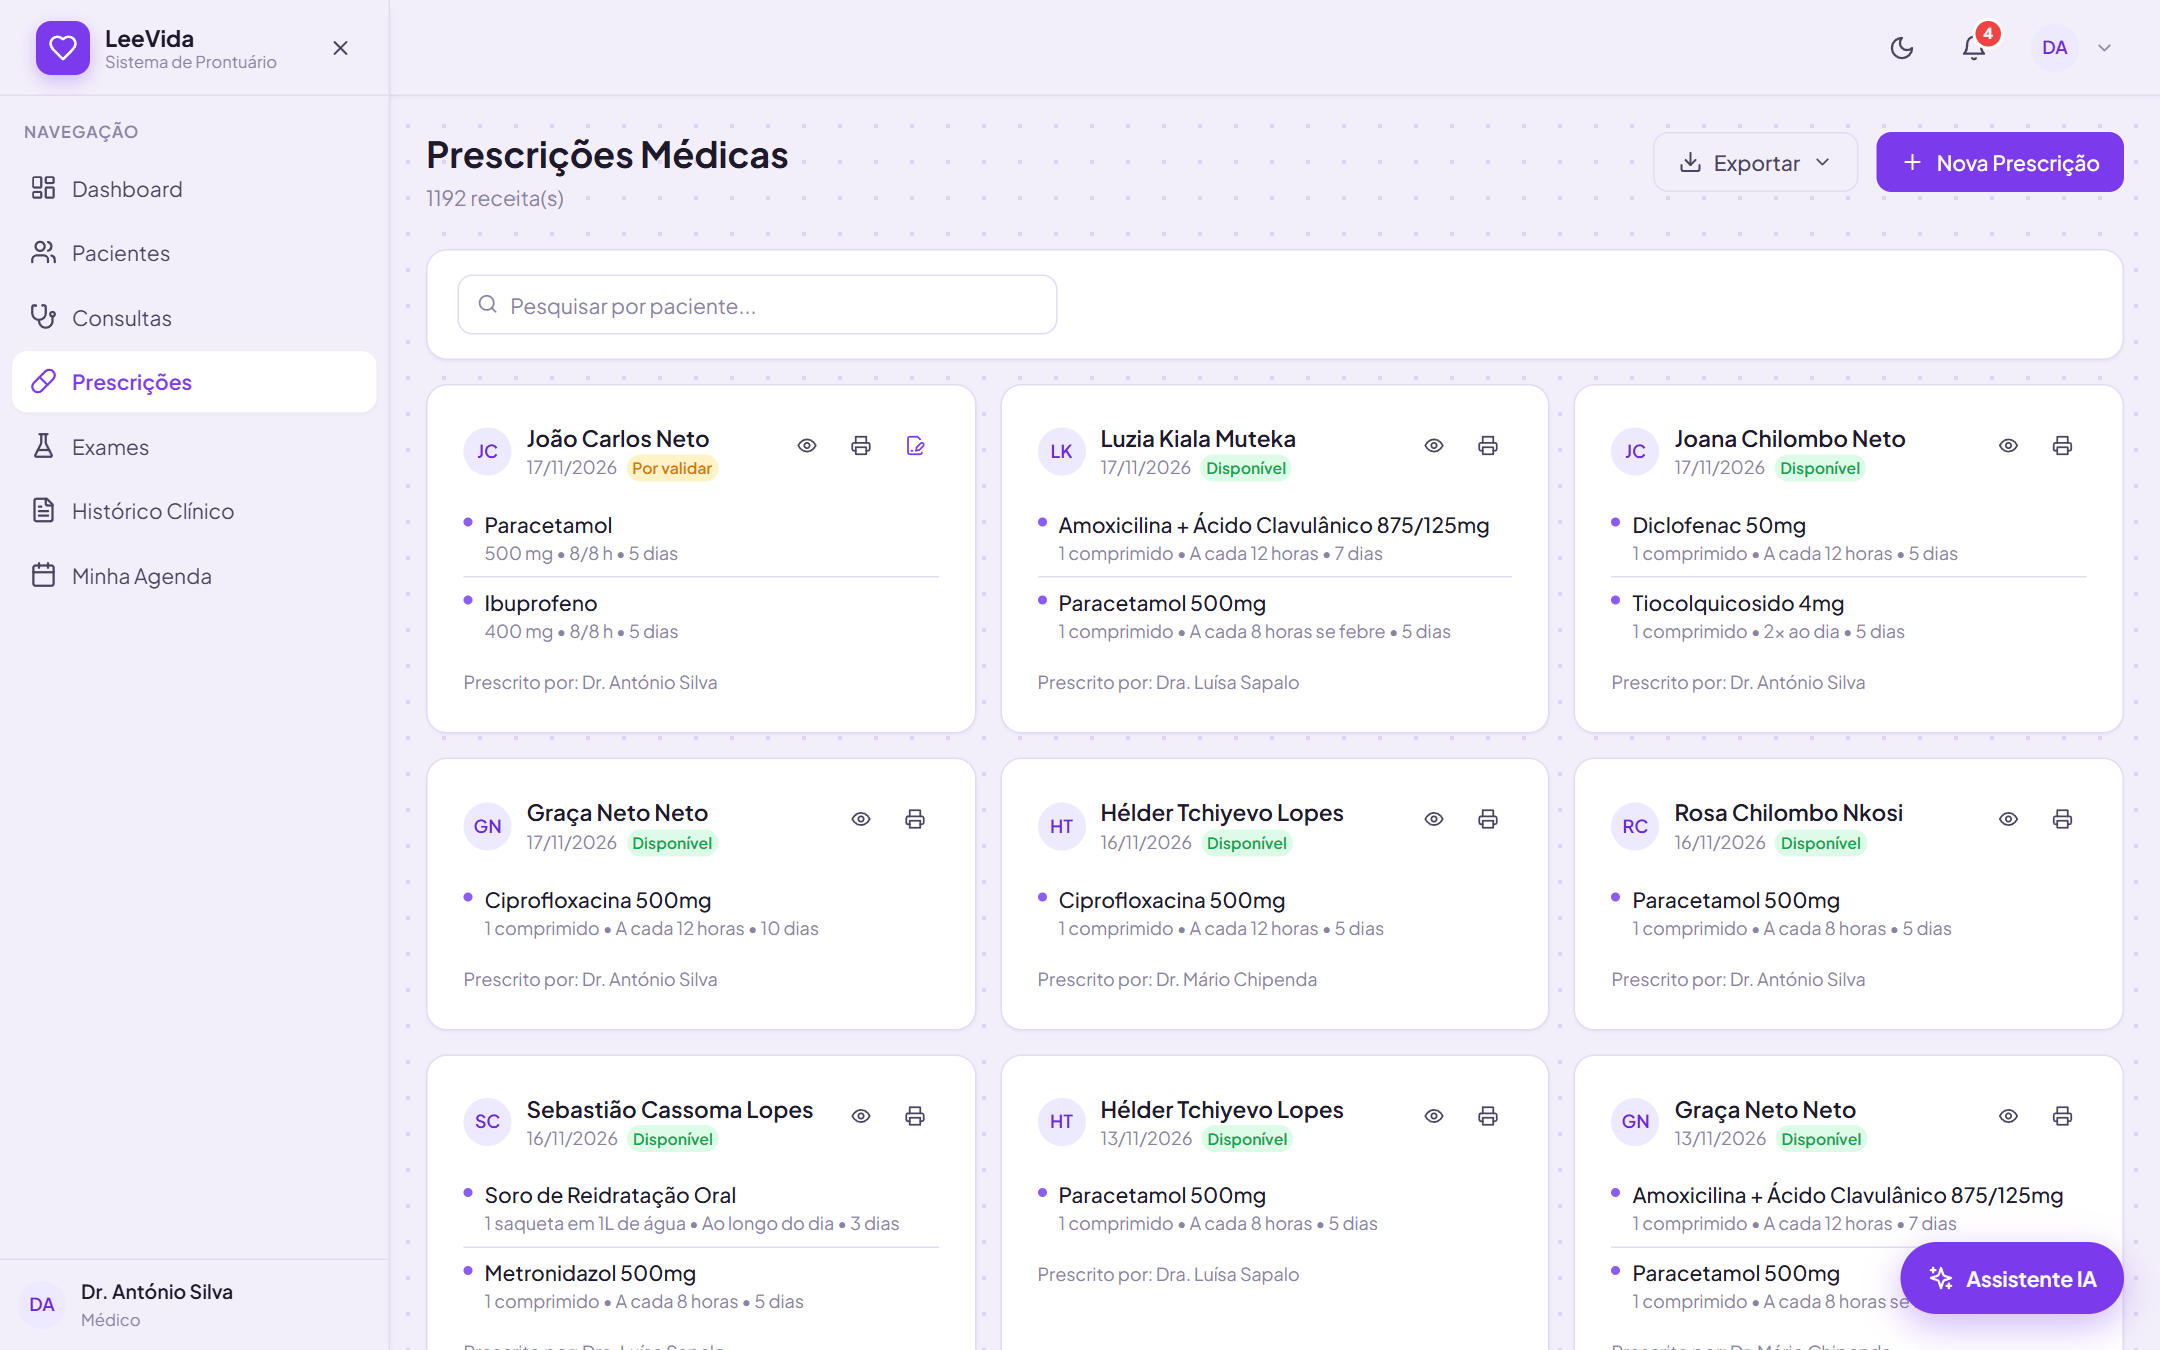 LeeVida
Sistema de Prontuário
4
DA
NAVEGAÇÃO
Dashboard
Pacientes
Consultas
Prescrições
Exames
Histórico Clínico
Minha Agenda
DA
Dr. António Silva
Médico
Prescrições Médicas
1192 receita(s)
Exportar
Nova Prescrição
Pesquisar por paciente...
JC
João Carlos Neto
17/11/2026 Por validar
Paracetamol
500 mg • 8/8 h • 5 dias
Ibuprofeno
400 mg • 8/8 h • 5 dias
Prescrito por: Dr. António Silva
LK
Luzia Kiala Muteka
17/11/2026 Disponível
Amoxicilina + Ácido Clavulânico 875/125mg
1 comprimido • A cada 12 horas • 7 dias
Paracetamol 500mg
1 comprimido • A cada 8 horas se febre • 5 dias
Prescrito por: Dra. Luísa Sapalo
JC
Joana Chilombo Neto
17/11/2026 Disponível
Diclofenac 50mg
1 comprimido • A cada 12 horas • 5 dias
Tiocolquicosido 4mg
1 comprimido • 2x ao dia • 5 dias
Prescrito por: Dr. António Silva
GN
Graça Neto Neto
17/11/2026 Disponível
Ciprofloxacina 500mg
1 comprimido • A cada 12 horas • 10 dias
Prescrito por: Dr. António Silva
HT
Hélder Tchiyevo Lopes
16/11/2026 Disponível
Ciprofloxacina 500mg
1 comprimido • A cada 12 horas • 5 dias
Prescrito por: Dr. Mário Chipenda
RC
Rosa Chilombo Nkosi
16/11/2026 Disponível
Paracetamol 500mg
1 comprimido • A cada 8 horas • 5 dias
Prescrito por: Dr. António Silva
SC
Sebastião Cassoma Lopes
16/11/2026 Disponível
Soro de Reidratação Oral
1 saqueta em 1L de água • Ao longo do dia • 3 dias
Metronidazol 500mg
1 comprimido • A cada 8 horas • 5 dias
Prescrito por: Dra. Luísa Sapalo
HT
Hélder Tchiyevo Lopes
13/11/2026 Disponível
Paracetamol 500mg
1 comprimido • A cada 8 horas • 5 dias
Prescrito por: Dra. Luísa Sapalo
GN
Graça Neto Neto
13/11/2026 Disponível
Amoxicilina + Ácido Clavulânico 875/125mg
1 comprimido • A cada 12 horas • 7 dias
Paracetamol 500mg
1 comprimido • A cada 8 horas se
Prescrito por: Dr. Mário Chipenda
Assistente IA